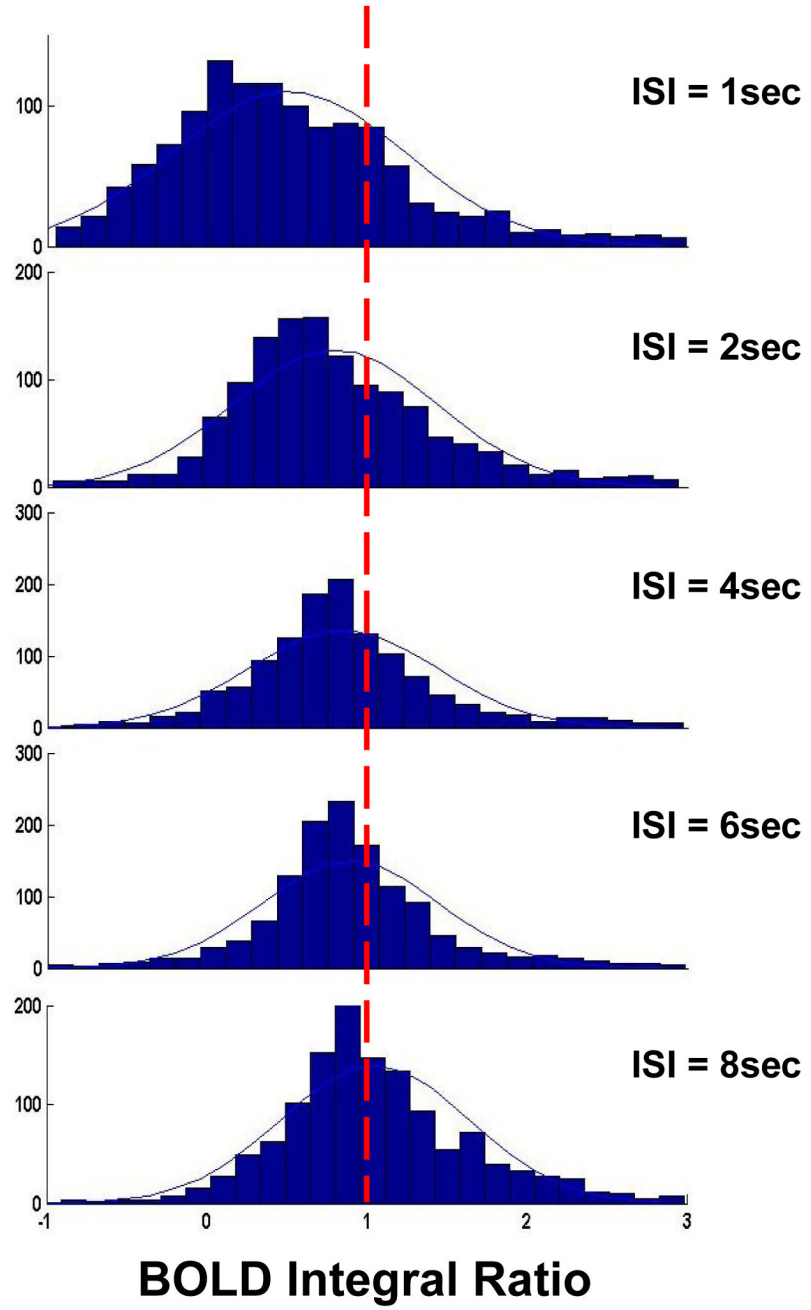 ISI = 1sec
100
0
ISI = 2sec
200
100
0
ISI = 4sec
300
200
100
0
ISI = 6sec
300
200
100
0
ISI = 8sec
200
100
0
-1 0 1 2 3
BOLD Integral Ratio